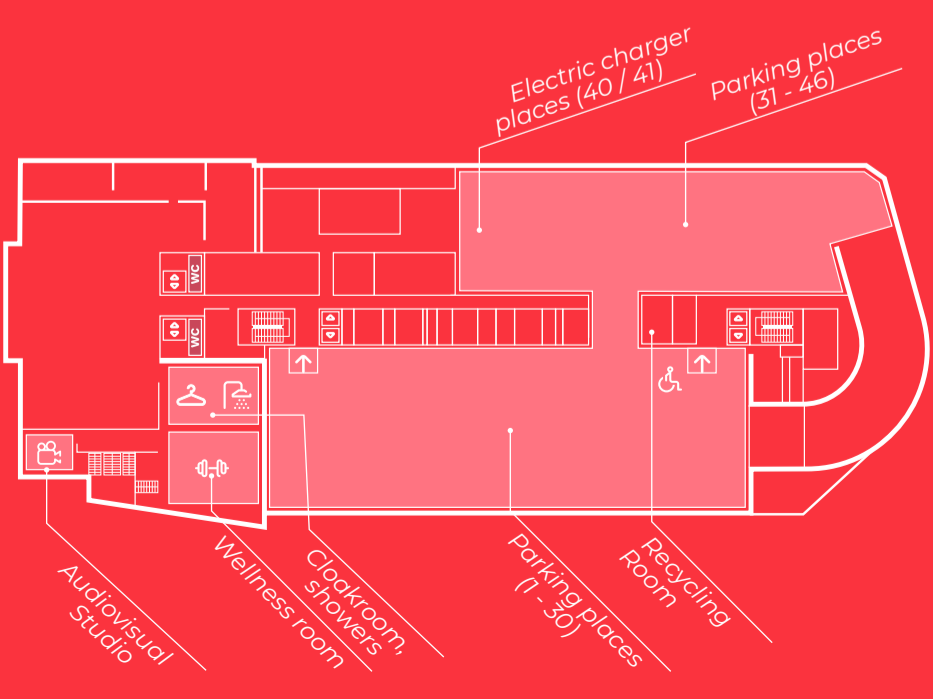 Electric charger
places (40 / 41)
Parking places
(31 - 46)
WC
WC
Audiovisual
Studio
Wellness room
Cloakroom,
showers
Parking places
(1 - 30)
Recycling
Room